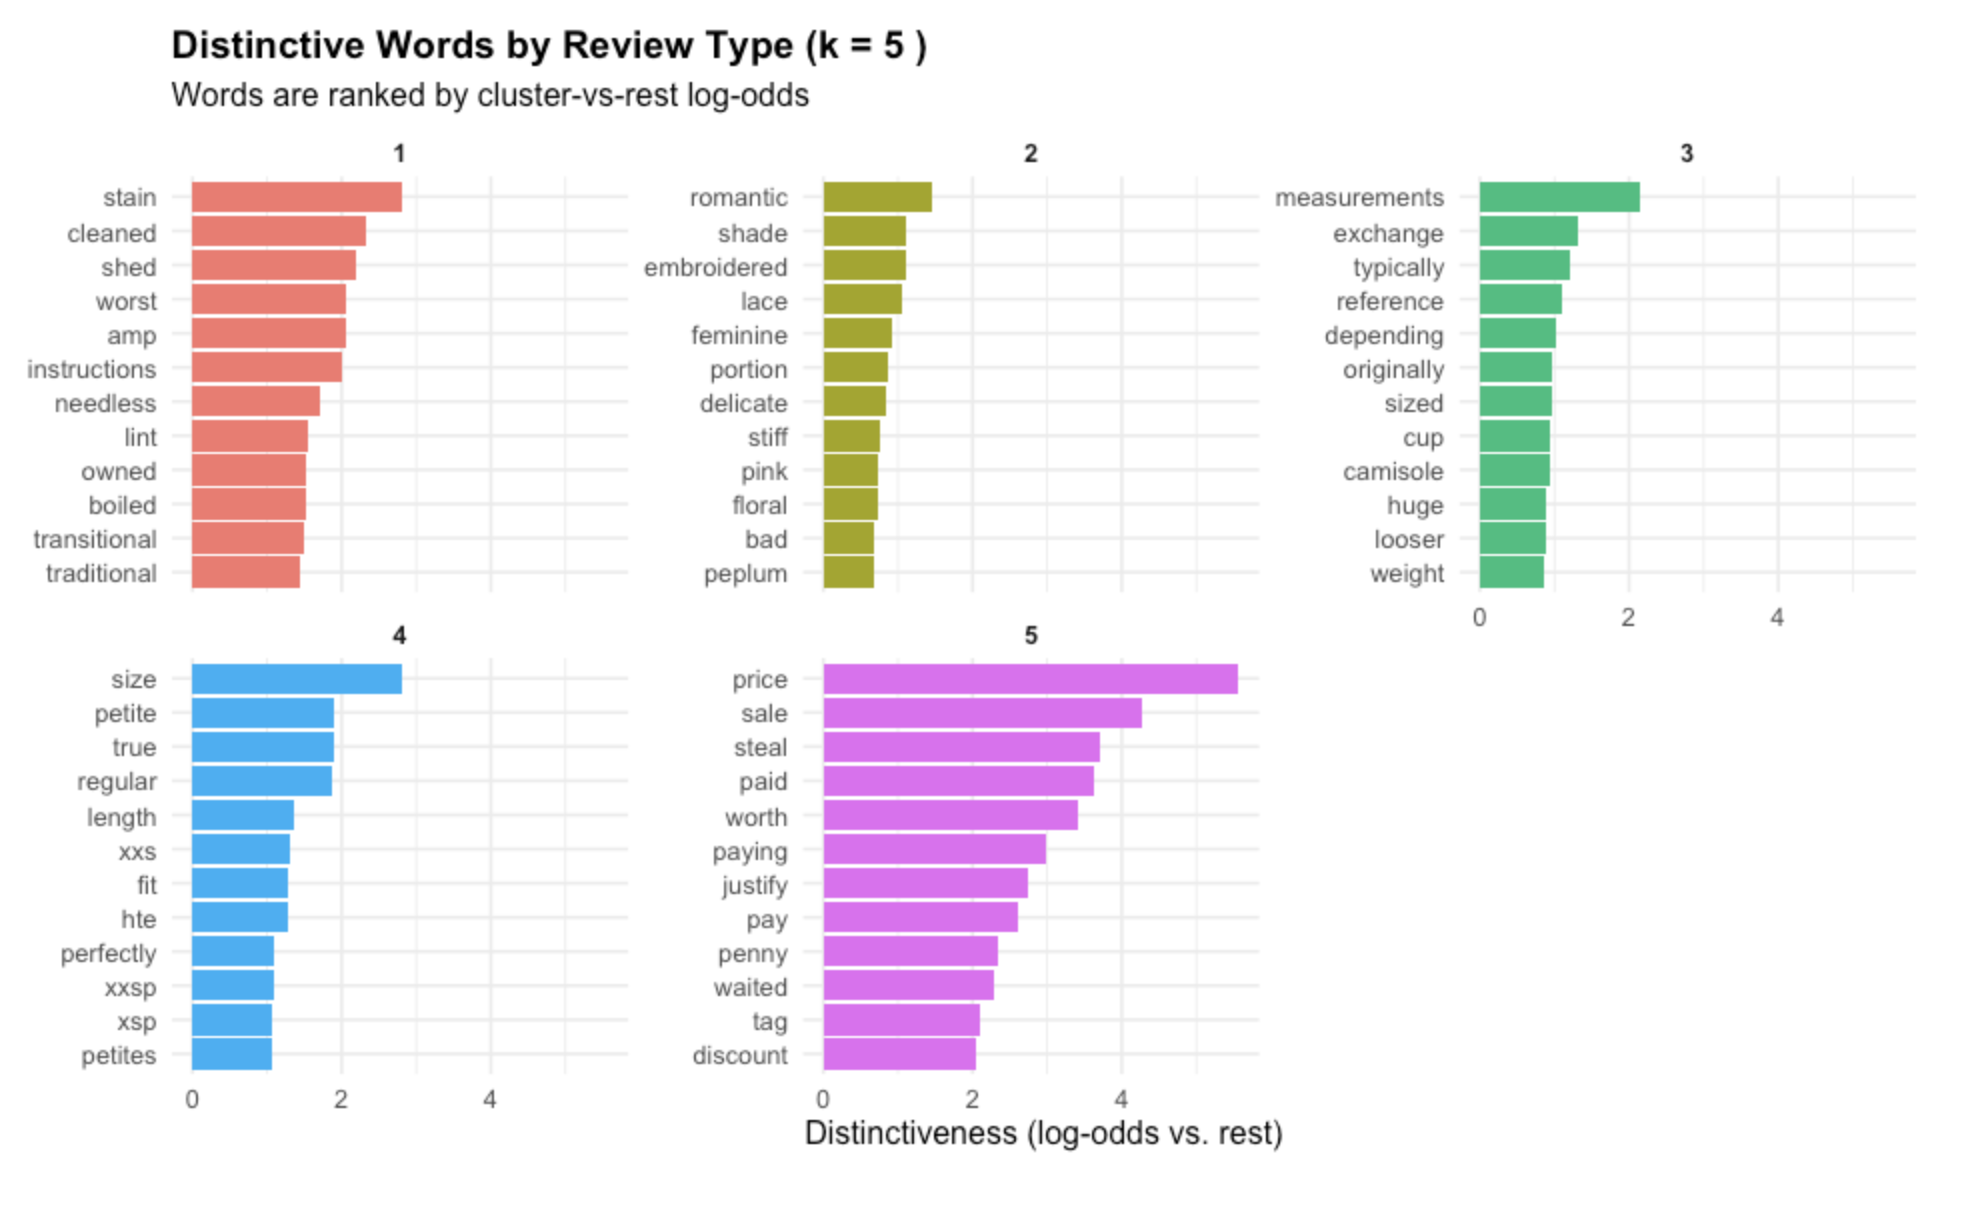 Distinctive Words by Review Type (k = 5 )
Words are ranked by cluster-vs-rest log-odds
1
stain
cleaned
shed
worst
amp
instructions
needless
lint
owned
boiled
transitional
traditional
2
romantic
shade
embroidered
lace
feminine
portion
delicate
stiff
pink
floral
bad
peplum
3
measurements
exchange
typically
reference
depending
originally
sized
cup
camisole
huge
looser
weight
0 2 4
4
size
petite
true
regular
length
xxs
fit
hte
perfectly
xxsp
xsp
petites
0 2 4
5
price
sale
steal
paid
worth
paying
justify
pay
penny
waited
tag
discount
0 2 4
Distinctiveness (log-odds vs. rest)